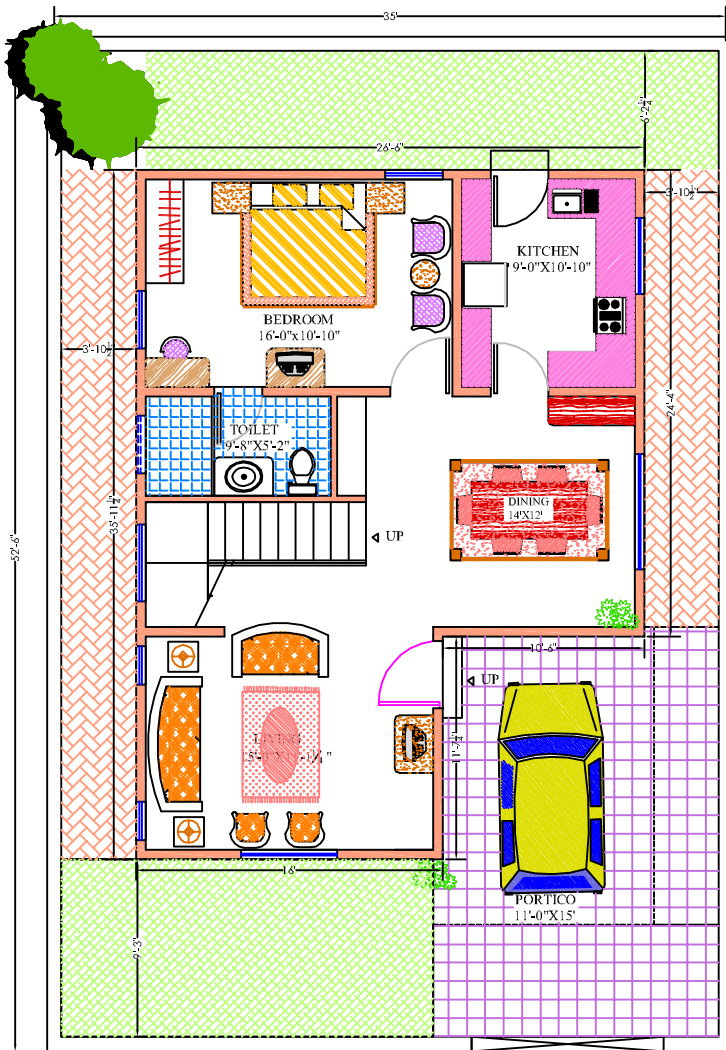 35'
6'-2¼"
26'-6"
3'-10½"
KITCHEN
9'-0"X10'-10"
BEDROOM
16'-0"x10'-10"
3'-10½"
24'-4"
TOILET
9'-8"X5'-2"
DINING
14'X12'
35'-11½"
52'-6"
UP
10'-6"
UP
LIVING
11'-7½"
16'
PORTICO
11'-0"X15'
9'-3"